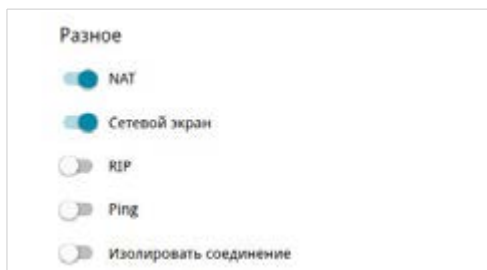 Разное
NAT
Сетевой экран
RIP
Ping
Изолировать соединение